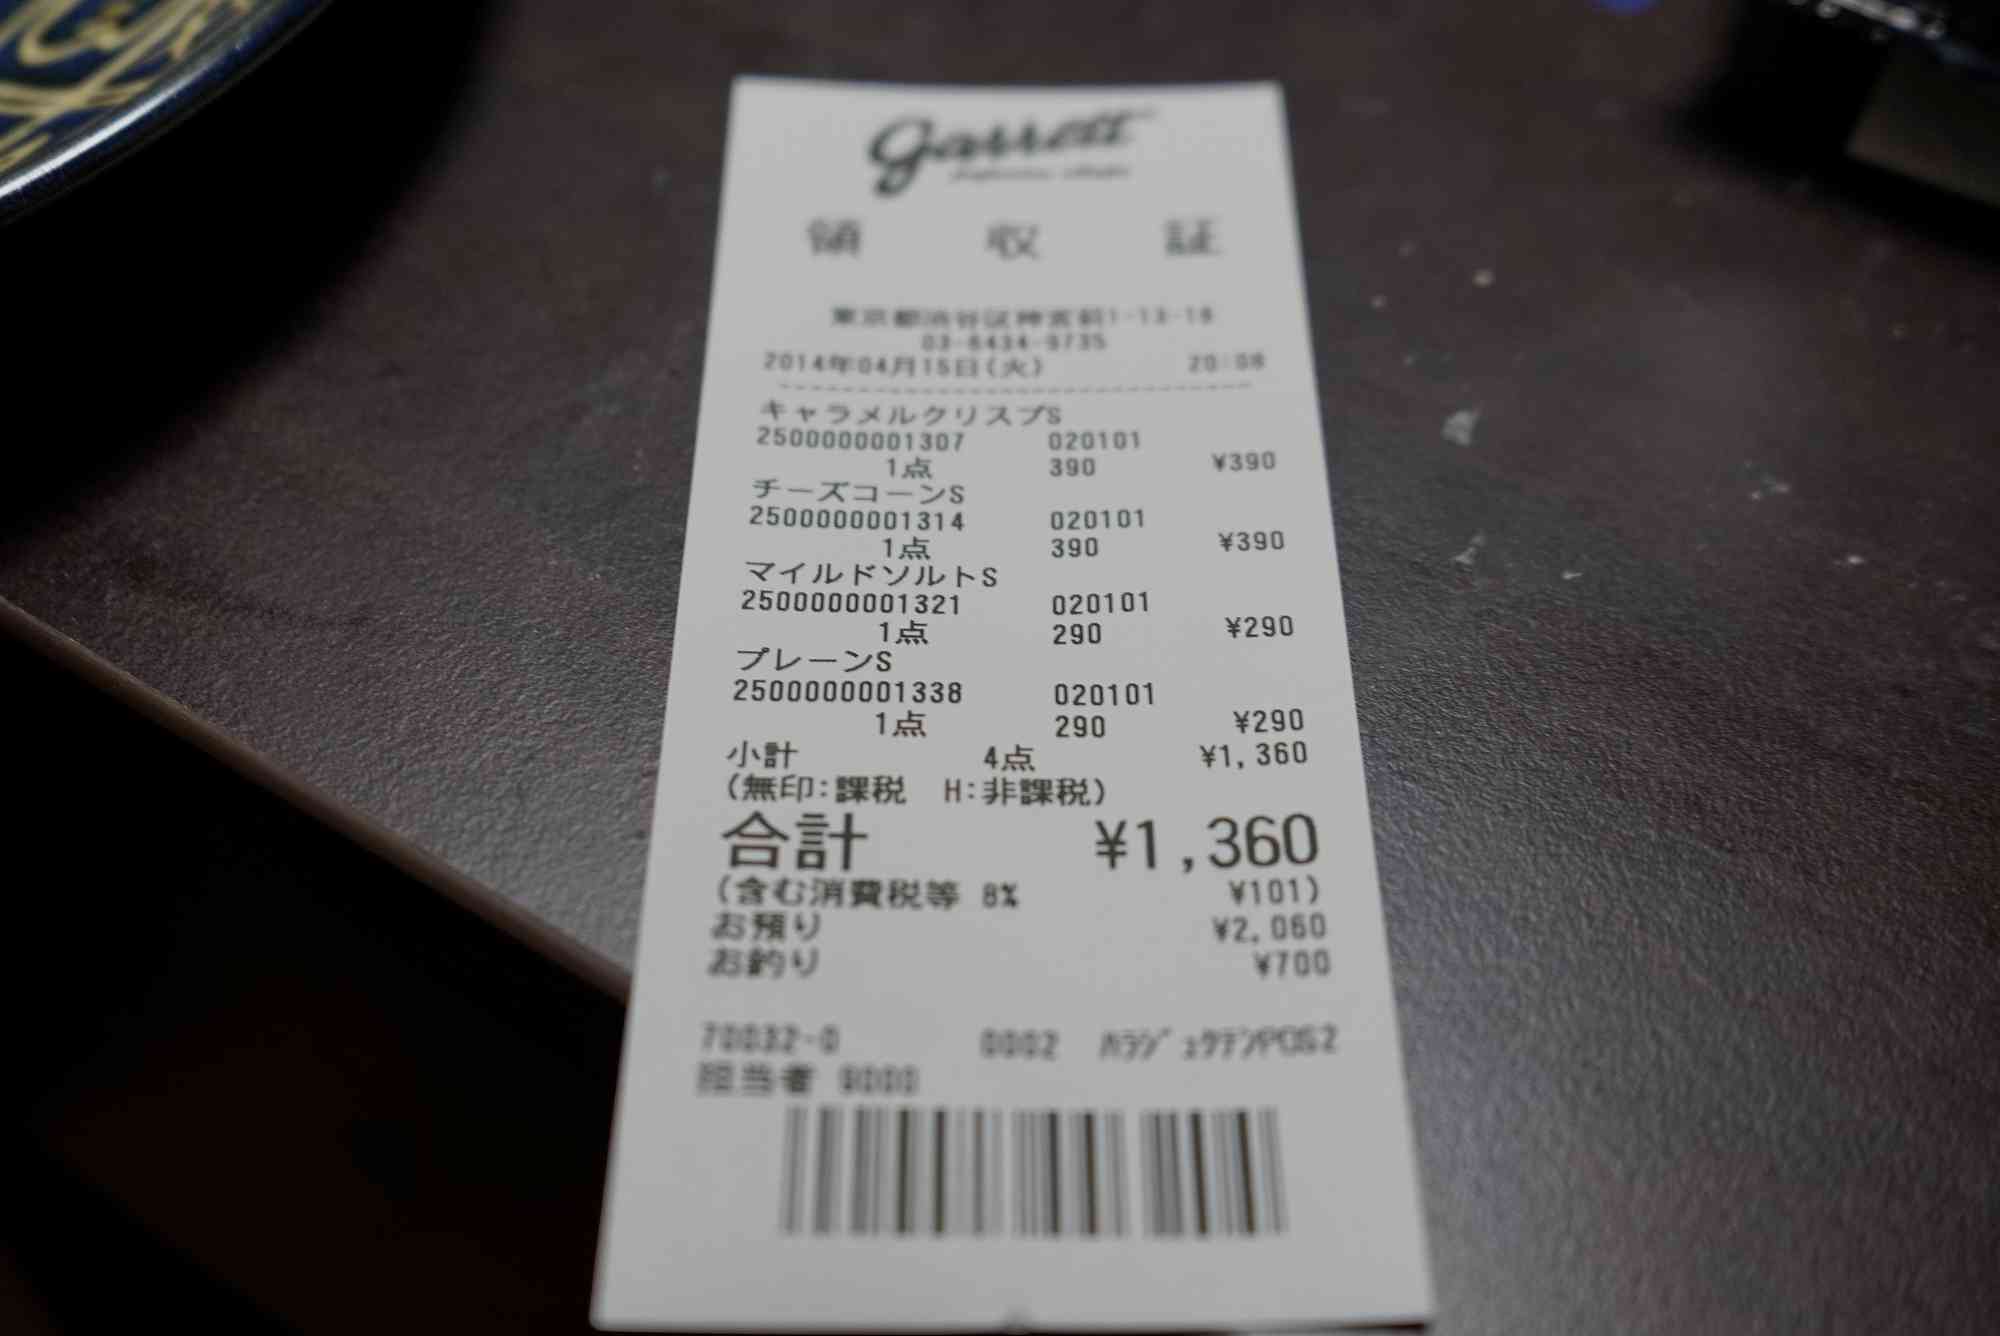 Garrett
領 収 証
東京都渋谷区神宮前1-13-18
03-6434-9735
2014年04月15日(火) 20:08
キャラメルクリスプS
2500000001307 020101
1点 390 ¥390
チーズコーンS
2500000001314 020101
1点 390 ¥390
マイルドソルトS
2500000001321 020101
1点 290 ¥290
プレーンS
2500000001338 020101
1点 290 ¥290
小計 4点 ¥1,360
(無印:課税 H:非課税)
合計 ¥1,360
(含む消費税等 8% ¥101)
お預り ¥2,060
お釣り ¥700
70032-0 0002 ﾊﾗｼﾞｭｸﾃﾝPOS2
担当者 9000